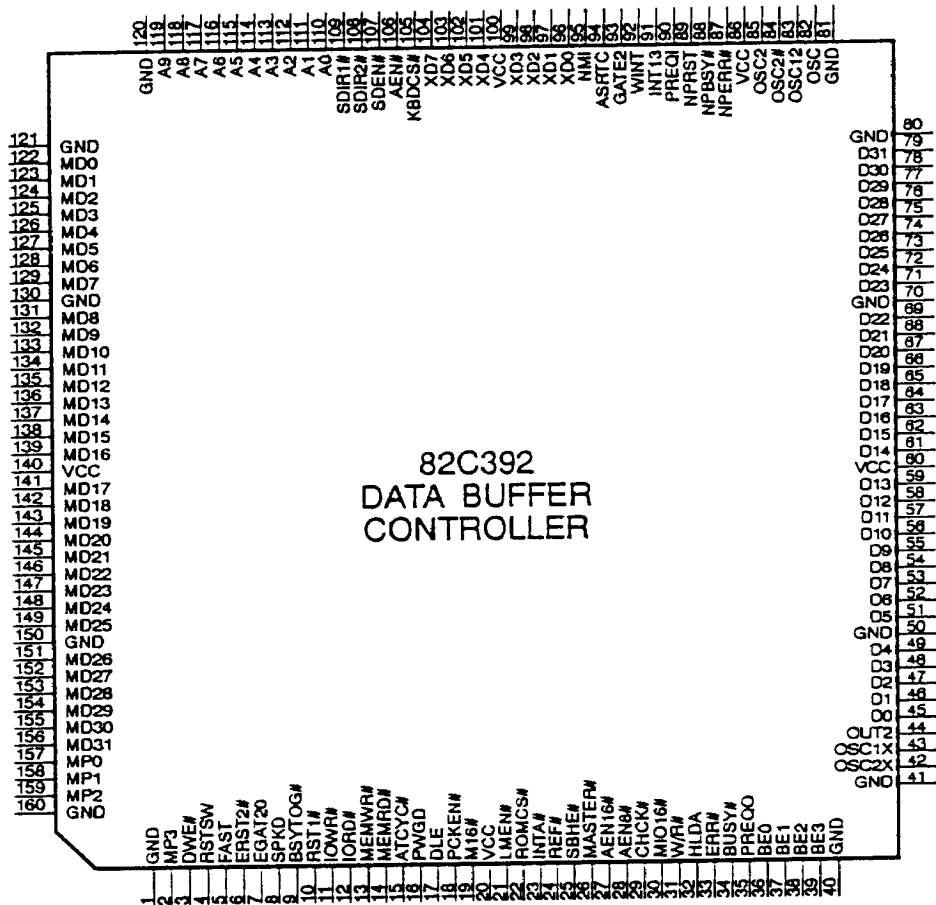 120 GND
119 A9
118 A8
117 A7
116 A6
115 A5
114 A4
113 A3
112 A2
111 A1
110 A0
109 SDIR1#
108 SDIR2#
107 SDEN#
106 AEN#
105 KBDCS#
104 XD7
103 XD6
102 XD5
101 XD4
100 VCC
99 XD3
98 XD2
97 XD1
96 XD0
95 NMI
94 ASRTC
93 GATE2
92 WINT
91 INT13
90 PREQI
89 NPRST
88 NPBSY#
87 NPERR#
86 VCC
85 OSC2
84 OSC2#
83 OSC12
82 OSC
81 GND
121 GND
122 MD0
123 MD1
124 MD2
125 MD3
126 MD4
127 MD5
128 MD6
129 MD7
130 GND
131 MD8
132 MD9
133 MD10
134 MD11
135 MD12
136 MD13
137 MD14
138 MD15
139 MD16
140 VCC
141 MD17
142 MD18
143 MD19
144 MD20
145 MD21
146 MD22
147 MD23
148 MD24
149 MD25
150 GND
151 MD26
152 MD27
153 MD28
154 MD29
155 MD30
156 MD31
157 MP0
158 MP1
159 MP2
160 GND
82C392
DATA BUFFER
CONTROLLER
GND 80
D31 79
D30 78
D29 77
D28 76
D27 75
D26 74
D25 73
D24 72
D23 71
GND 70
D22 69
D21 68
D20 67
D19 66
D18 65
D17 64
D16 63
D15 62
D14 61
VCC 60
D13 59
D12 58
D11 57
D10 56
D9 55
D8 54
D7 53
D6 52
D5 51
GND 50
D4 49
D3 48
D2 47
D1 46
D0 45
OUT2 44
OSC1X 43
OSC2X 42
GND 41
GND 1
MP3 2
DWE# 3
RSTSW 4
FAST 5
ERST2# 6
EGAT20 7
SPKD 8
BSYTOG# 9
RST1# 10
IOWR# 11
IORD# 12
MEMWR# 13
MEMRD# 14
ATCYC# 15
PWGD 16
DLE 17
PCKEN# 18
M16# 19
VCC 20
LMEN# 21
ROMCS# 22
INTA# 23
REF# 24
SBHE# 25
MASTER# 26
AEN16# 27
AEN8# 28
CHCK# 29
MIO16# 30
W/R# 31
HLDA 32
ERR# 33
BUSY# 34
PREQO 35
BE0 36
BE1 37
BE2 38
BE3 39
GND 40